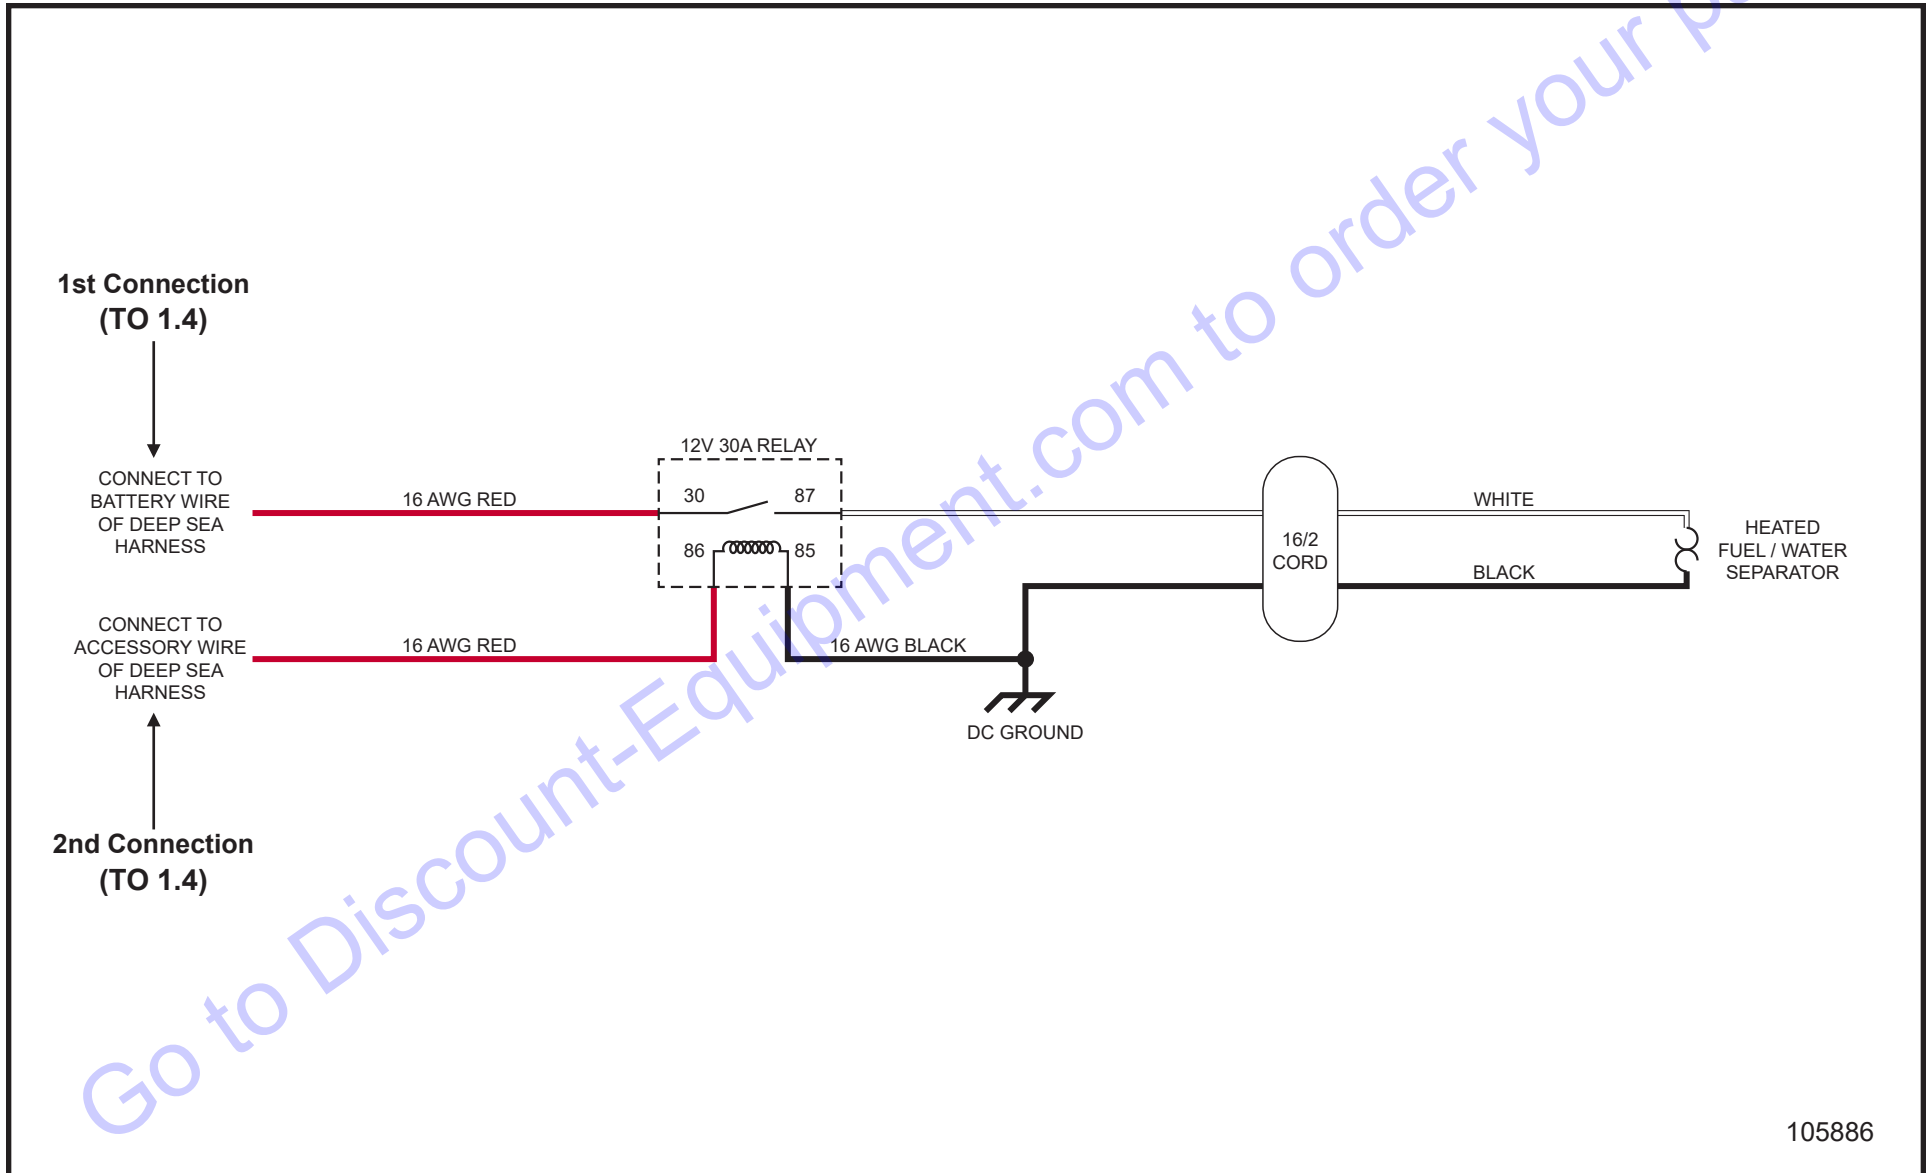 1st Connection
(TO 1.4)
CONNECT TO
BATTERY WIRE
OF DEEP SEA
HARNESS
16 AWG RED
12V 30A RELAY
30
87
86
85
CONNECT TO
ACCESSORY WIRE
OF DEEP SEA
HARNESS
16 AWG RED
16 AWG BLACK
DC GROUND
16/2
CORD
WHITE
BLACK
HEATED
FUEL / WATER
SEPARATOR
2nd Connection
(TO 1.4)
105886
Go to Discount-Equipment.com to order your